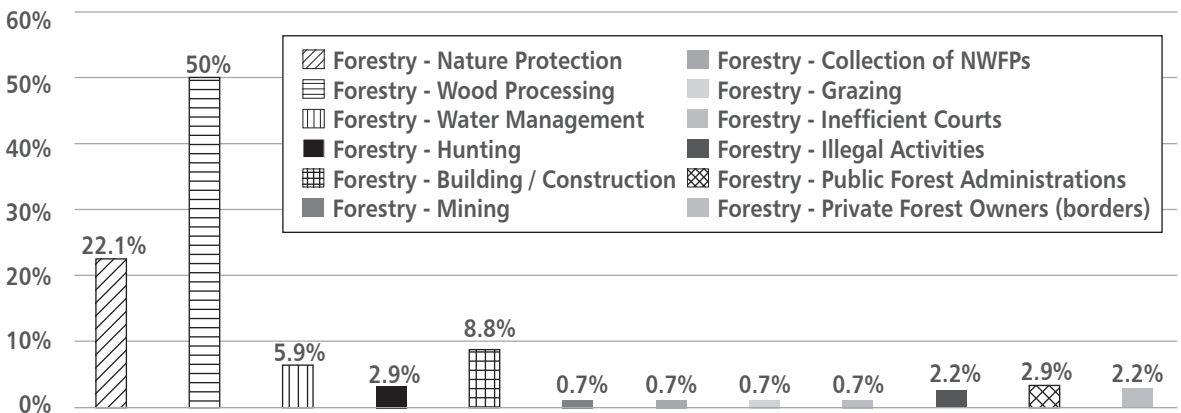 60%
50%
40%
30%
20%
10%
0%
Forestry - Nature Protection
Forestry - Wood Processing
Forestry - Water Management
Forestry - Hunting
Forestry - Building / Construction
Forestry - Mining
Forestry - Collection of NWFPs
Forestry - Grazing
Forestry - Inefficient Courts
Forestry - Illegal Activities
Forestry - Public Forest Administrations
Forestry - Private Forest Owners (borders)
22.1%
50%
5.9%
2.9%
8.8%
0.7%
0.7%
0.7%
0.7%
2.2%
2.9%
2.2%